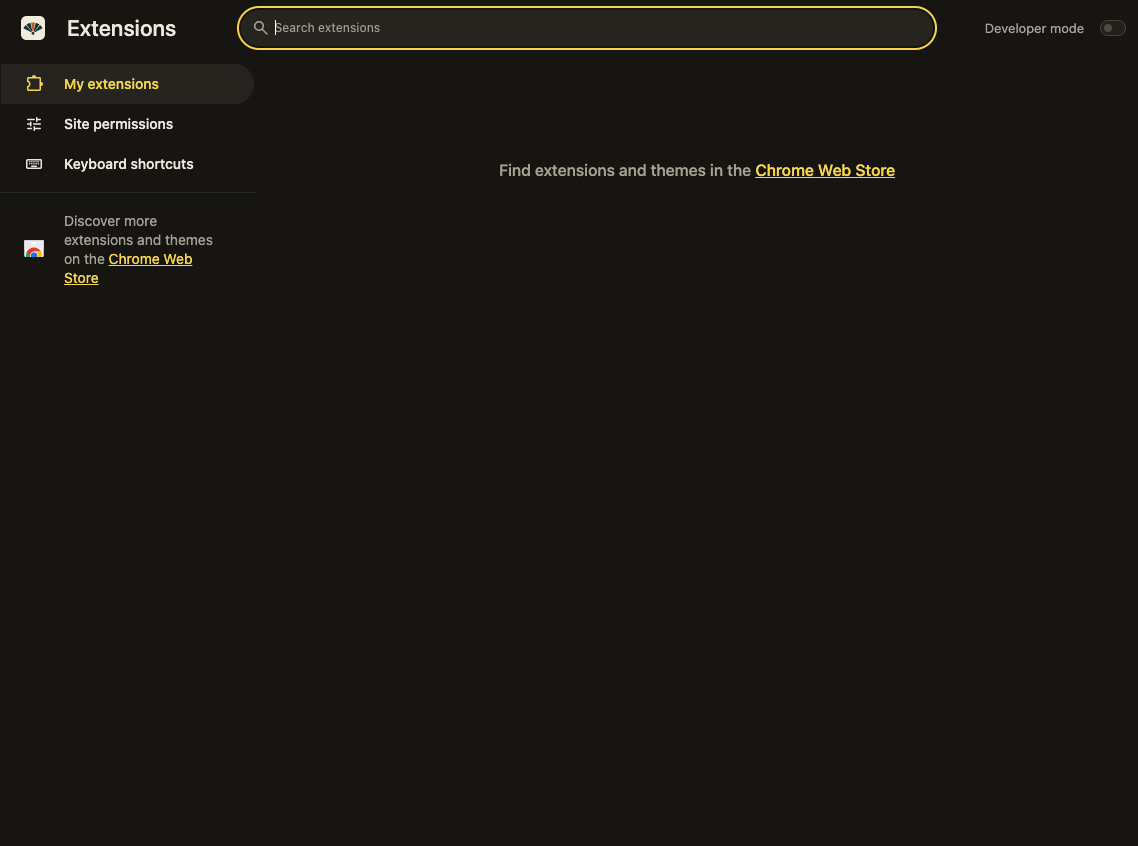 Extensions
Search extensions
Developer mode
My extensions
Site permissions
Keyboard shortcuts
Find extensions and themes in the Chrome Web Store
Discover more
extensions and themes
on the Chrome Web
Store